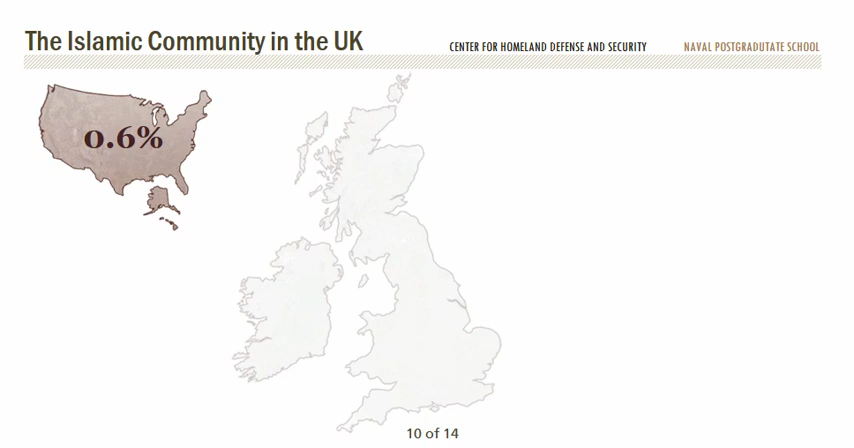 The Islamic Community in the UK
CENTER FOR HOMELAND DEFENSE AND SECURITY
NAVAL POSTGRADUTATE SCHOOL
0.6%
10 of 14